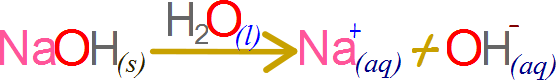 NaOH(s) H₂O(l) → Na⁺(aq) + OH⁻(aq)